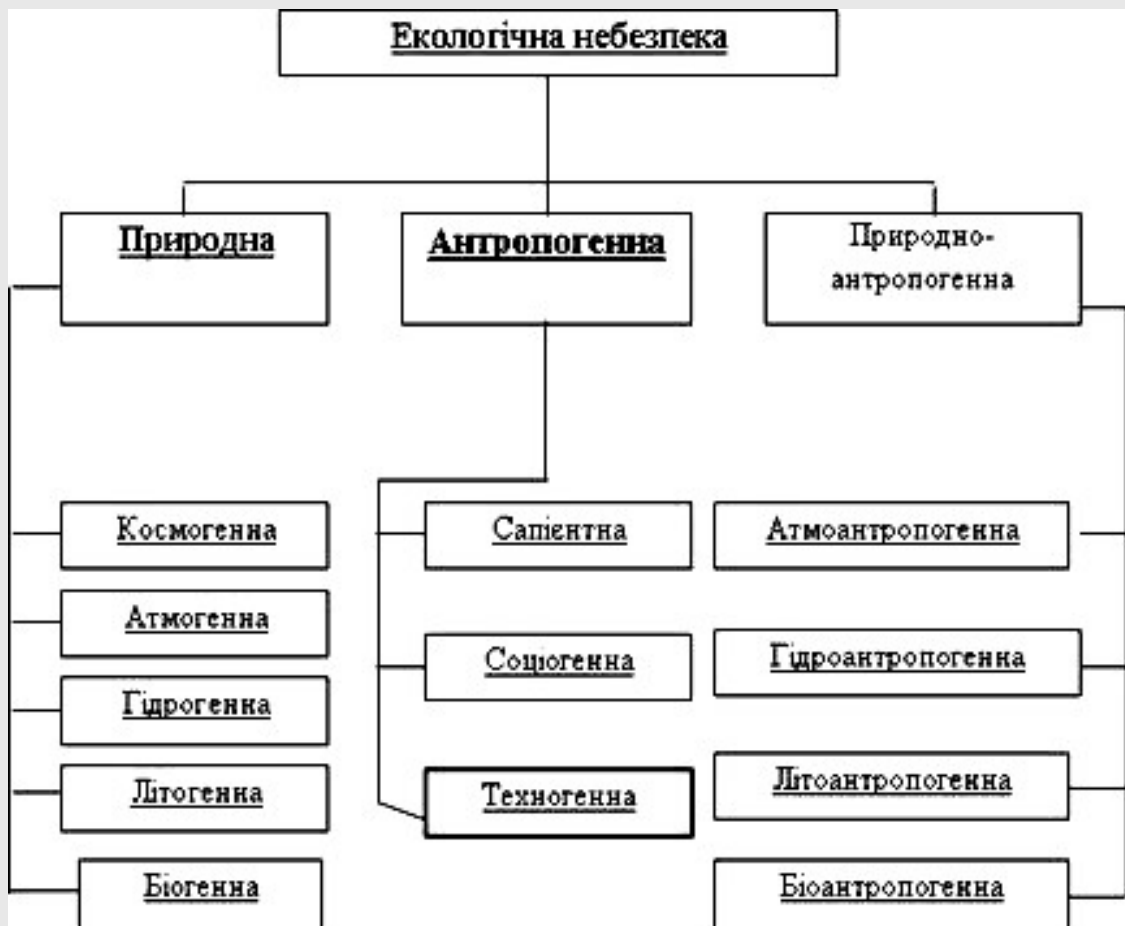 Екологічна небезпека
Природна
Антропогенна
Природно-
антропогенна
Космогенна
Атмогенна
Гідрогенна
Літогенна
Біогенна
Сапієнтна
Соціогенна
Техногенна
Атмоантропогенна
Гідроантропогенна
Літоантропогенна
Біоантропогенна